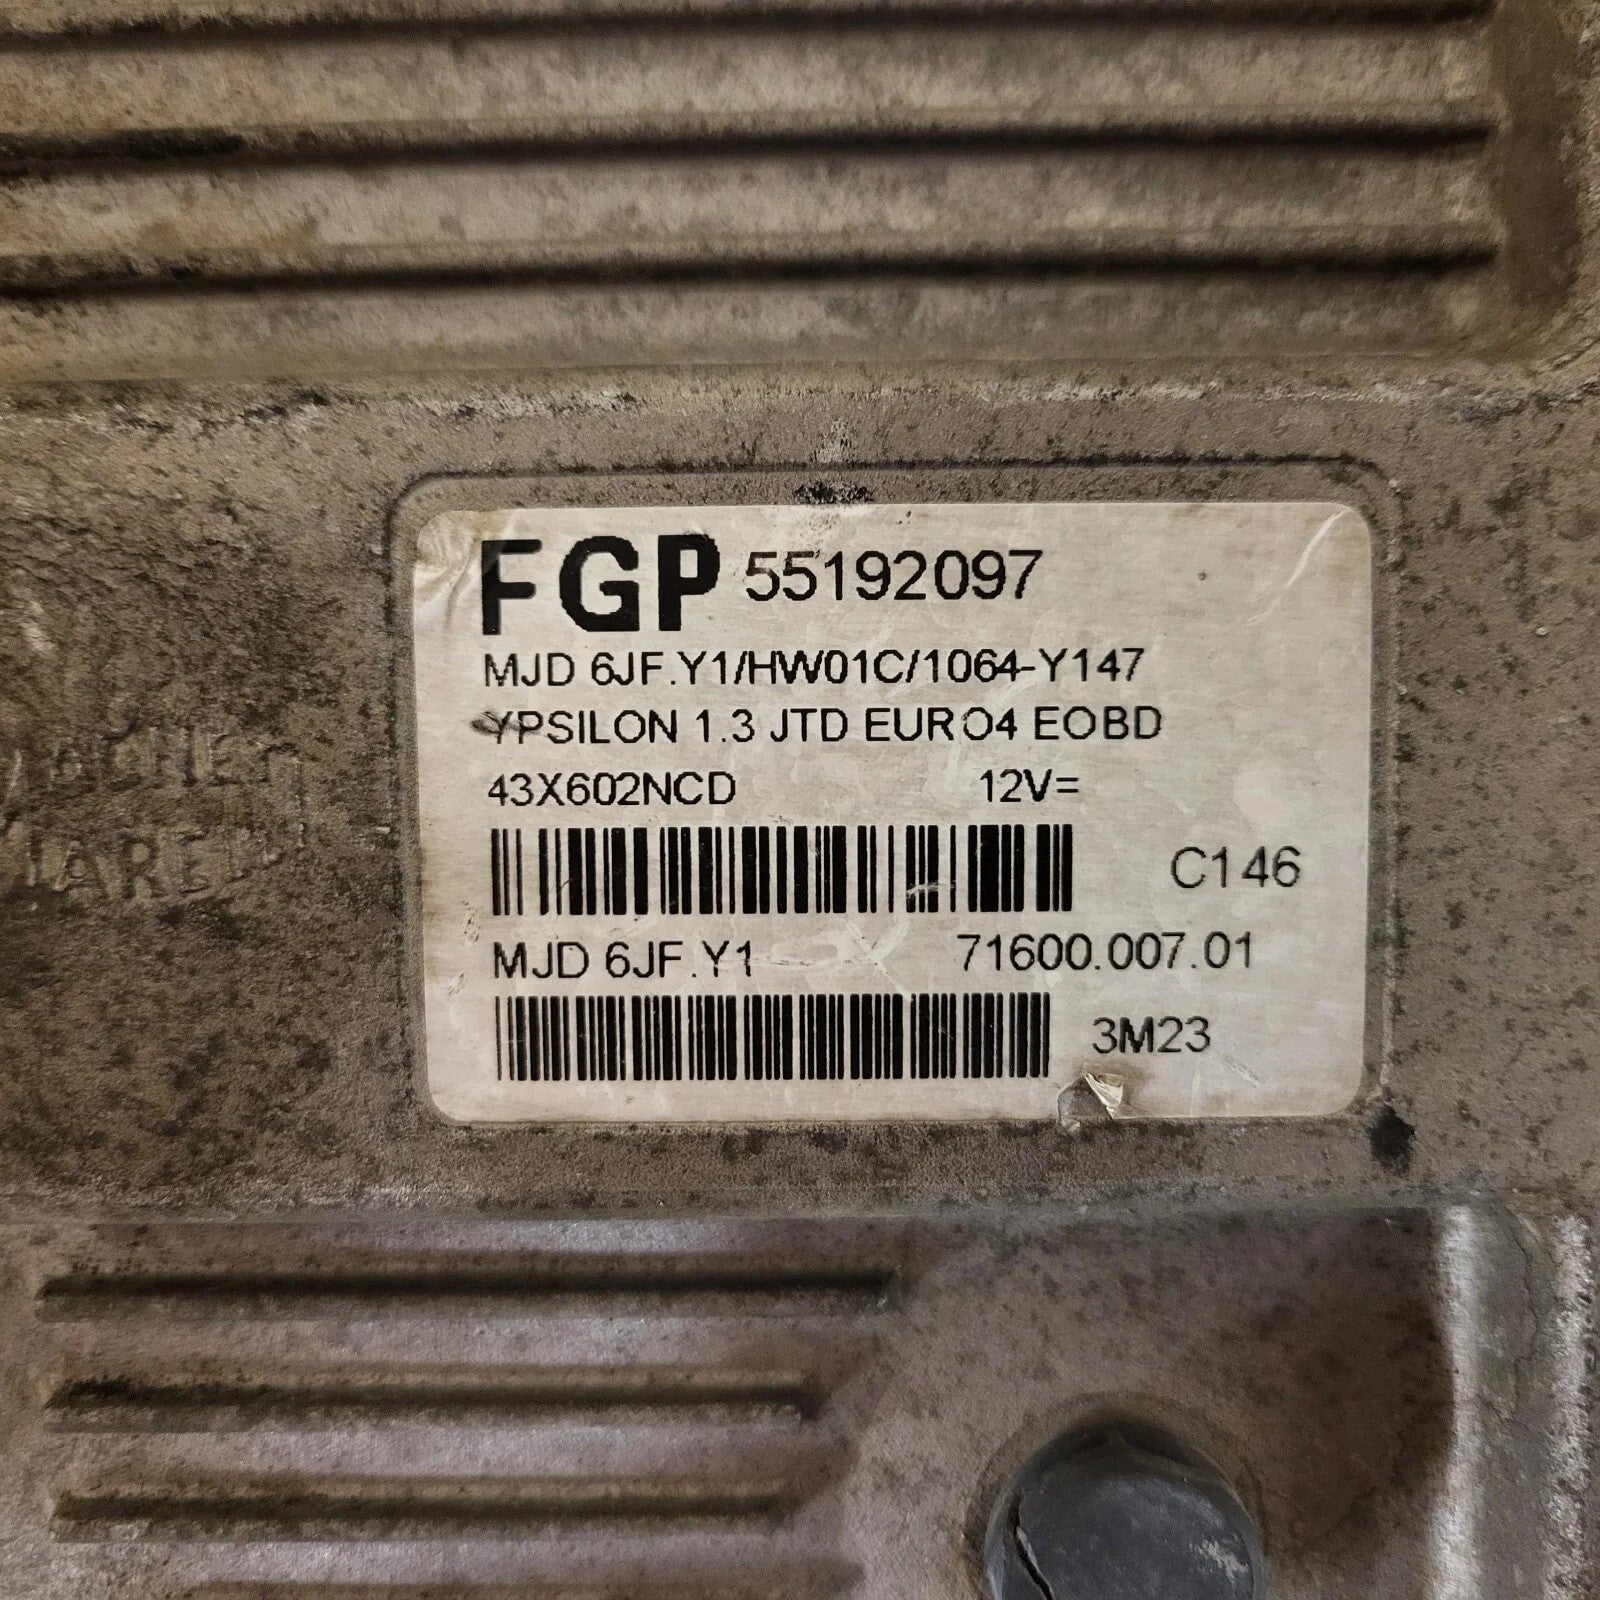 FGP 55192097
MJD 6JF.Y1/HW01C/1064-Y147
YPSILON 1.3 JTD EURO4 EOBD
43X602NCD 12V=
C146
MJD 6JF.Y1 71600.007.01
3M23